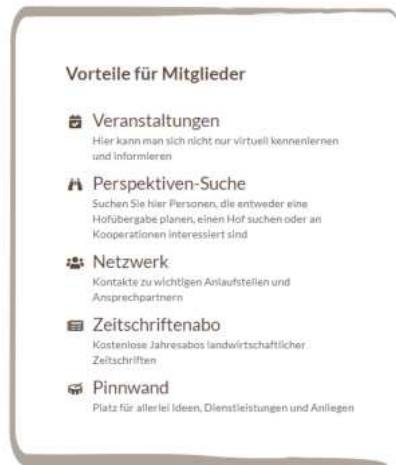 Vorteile für Mitglieder
Veranstaltungen
Hier kann man sich nicht nur virtuell kennenlernen
und informieren
Perspektiven-Suche
Suchen Sie hier Personen, die entweder eine
Hofübergabe planen, einen Hof suchen oder an
Kooperationen interessiert sind
Netzwerk
Kontakte zu wichtigen Anlaufstellen und
Ansprechpartnern
Zeitschriftenabo
Kostenlose Jahresabos landwirtschaftlicher
Zeitschriften
Pinnwand
Platz für allerlei Ideen, Dienstleistungen und Anliegen